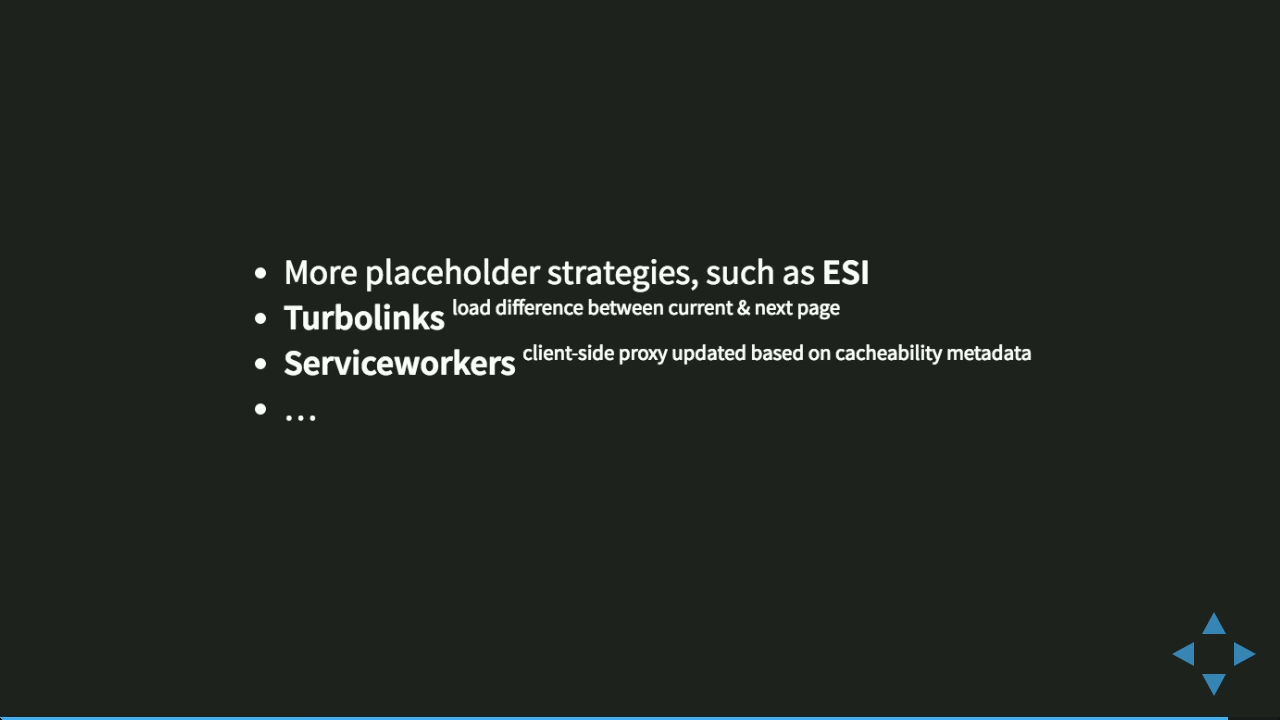 • More placeholder strategies, such as ESI
• Turbolinks load difference between current & next page
• Serviceworkers client-side proxy updated based on cacheability metadata
• …